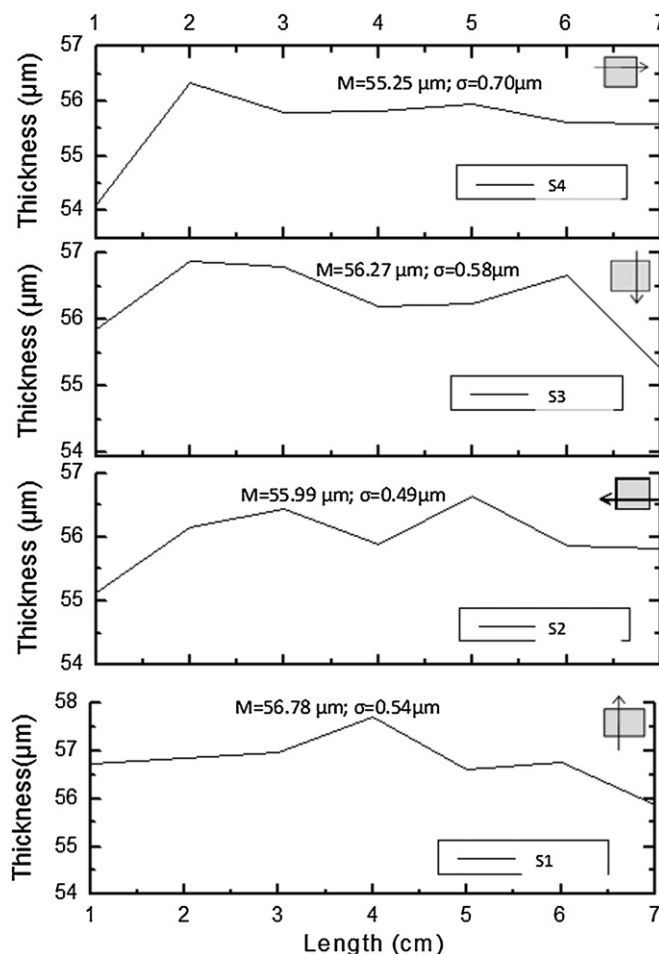 1 2 3 4 5 6 7
57
56
55
54
Thickness (µm)
M=55.25 µm; σ=0.70µm
S4
57
56
55
54
Thickness (µm)
M=56.27 µm; σ=0.58µm
S3
57
56
55
54
Thickness (µm)
M=55.99 µm; σ=0.49µm
S2
58
57
56
55
54
Thickness(µm)
M=56.78 µm; σ=0.54µm
S1
1 2 3 4 5 6 7
Length (cm)